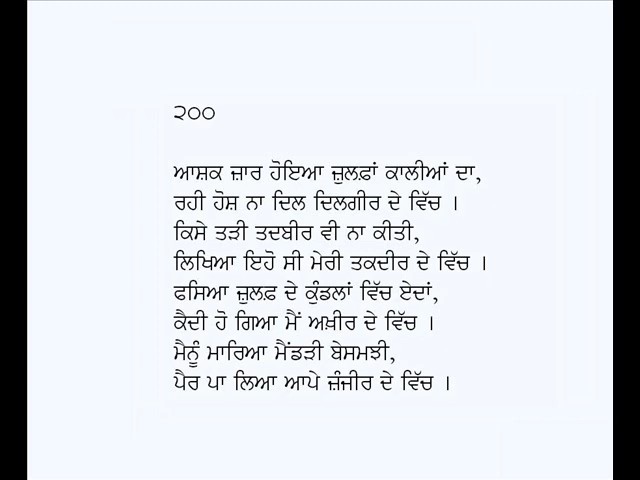 ੨੦੦
ਆਸ਼ਕ ਜ਼ਾਰ ਹੋਇਆ ਜ਼ੁਲਫ਼ਾਂ ਕਾਲੀਆਂ ਦਾ,
ਰਹੀ ਹੋਸ਼ ਨਾ ਦਿਲ ਦਿਲਗੀਰ ਦੇ ਵਿੱਚ ।
ਕਿਸੇ ਤੜੀ ਤਦਬੀਰ ਵੀ ਨਾ ਕੀਤੀ,
ਲਿਖਿਆ ਇਹੋ ਸੀ ਮੇਰੀ ਤਕਦੀਰ ਦੇ ਵਿੱਚ ।
ਫਸਿਆ ਜ਼ੁਲਫ਼ ਦੇ ਕੁੰਡਲਾਂ ਵਿੱਚ ਏਦਾਂ,
ਕੈਦੀ ਹੋ ਗਿਆ ਮੈਂ ਅਖ਼ੀਰ ਦੇ ਵਿੱਚ ।
ਮੈਨੂੰ ਮਾਰਿਆ ਮੈਂਡੜੀ ਬੇਸਮਝੀ,
ਪੈਰ ਪਾ ਲਿਆ ਆਪੇ ਜ਼ੰਜੀਰ ਦੇ ਵਿੱਚ ।